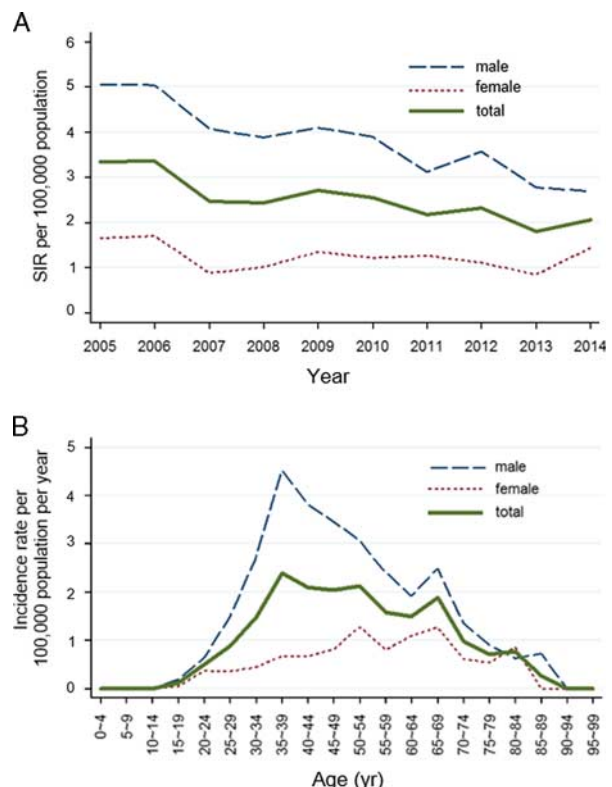 A
SIR per 100,000 population
6
5
4
3
2
1
0
male
female
total
2005 2006 2007 2008 2009 2010 2011 2012 2013 2014
Year
B
Incidence rate per
100,000 population per year
5
4
3
2
1
0
male
female
total
0~4 5~9 10~14 15~19 20~24 25~29 30~34 35~39 40~44 45~49 50~54 55~59 60~64 65~69 70~74 75~79 80~84 85~89 90~94 95~99
Age (yr)